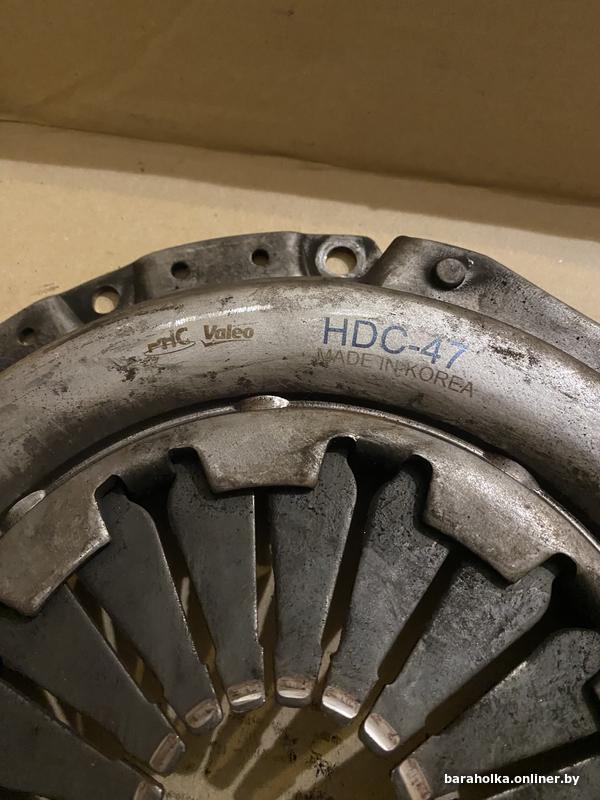 PHC Valeo
HDC-47
MADE IN KOREA
baraholka.onliner.by